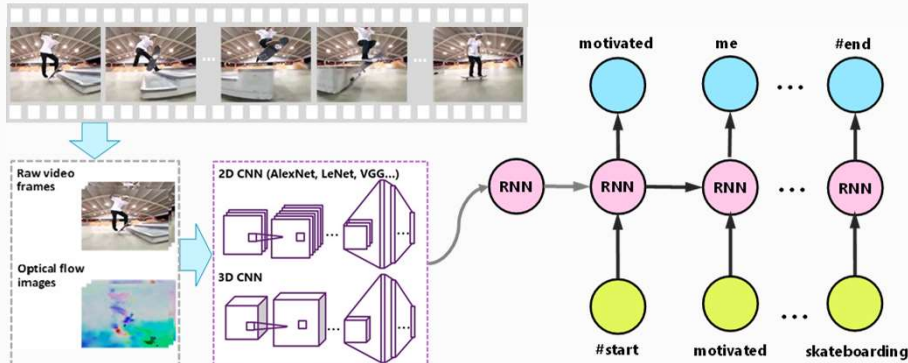 Raw video
frames
Optical flow
images
2D CNN (AlexNet, LeNet, VGG...)
3D CNN
motivated
me
#end
RNN
RNN
RNN
RNN
#start
motivated
skateboarding